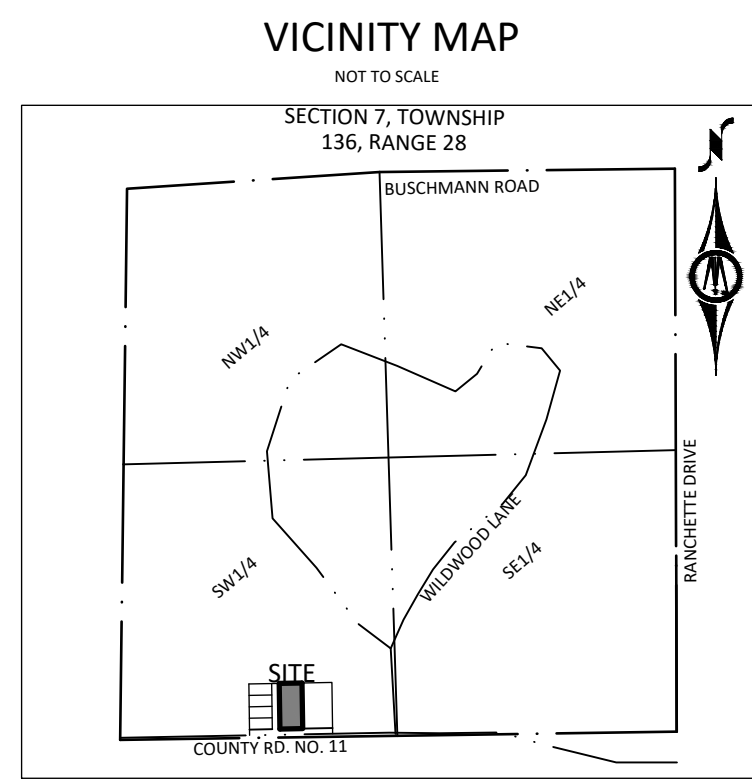 VICINITY MAP
NOT TO SCALE
SECTION 7, TOWNSHIP
136, RANGE 28
N
BUSCHMANN ROAD
NE1/4
NW1/4
RANCHETTE DRIVE
WILDWOOD LANE
SE1/4
SW1/4
SITE
COUNTY RD. NO. 11